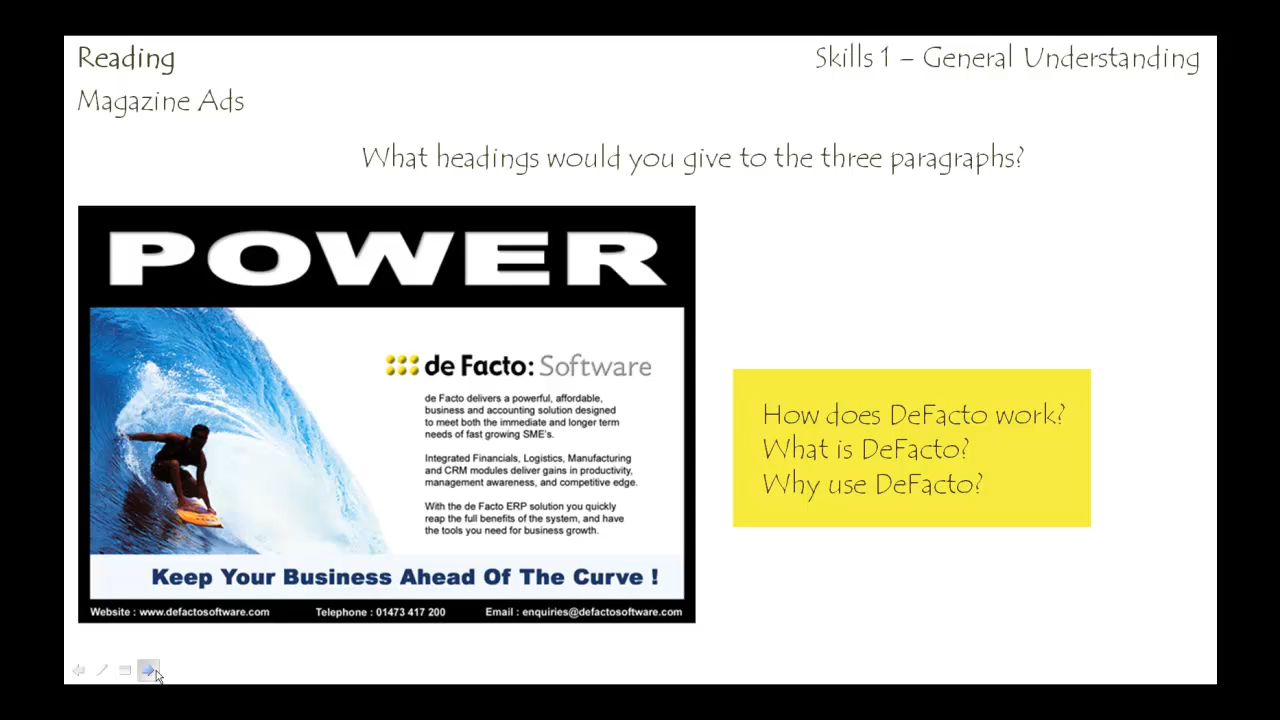 Reading
Skills 1 – General Understanding
Magazine Ads
What headings would you give to the three paragraphs?
POWER
de Facto: Software
de Facto delivers a powerful, affordable,
business and accounting solution designed
to meet both the immediate and longer term
needs of fast growing SME's.
Integrated Financials, Logistics, Manufacturing
and CRM modules deliver gains in productivity,
management awareness, and competitive edge.
With the de Facto ERP solution you quickly
reap the full benefits of the system, and have
the tools you need for business growth.
Keep Your Business Ahead Of The Curve !
Website : www.defactosoftware.com
Telephone : 01473 417 200
Email : enquiries@defactosoftware.com
How does DeFacto work?
What is DeFacto?
Why use DeFacto?